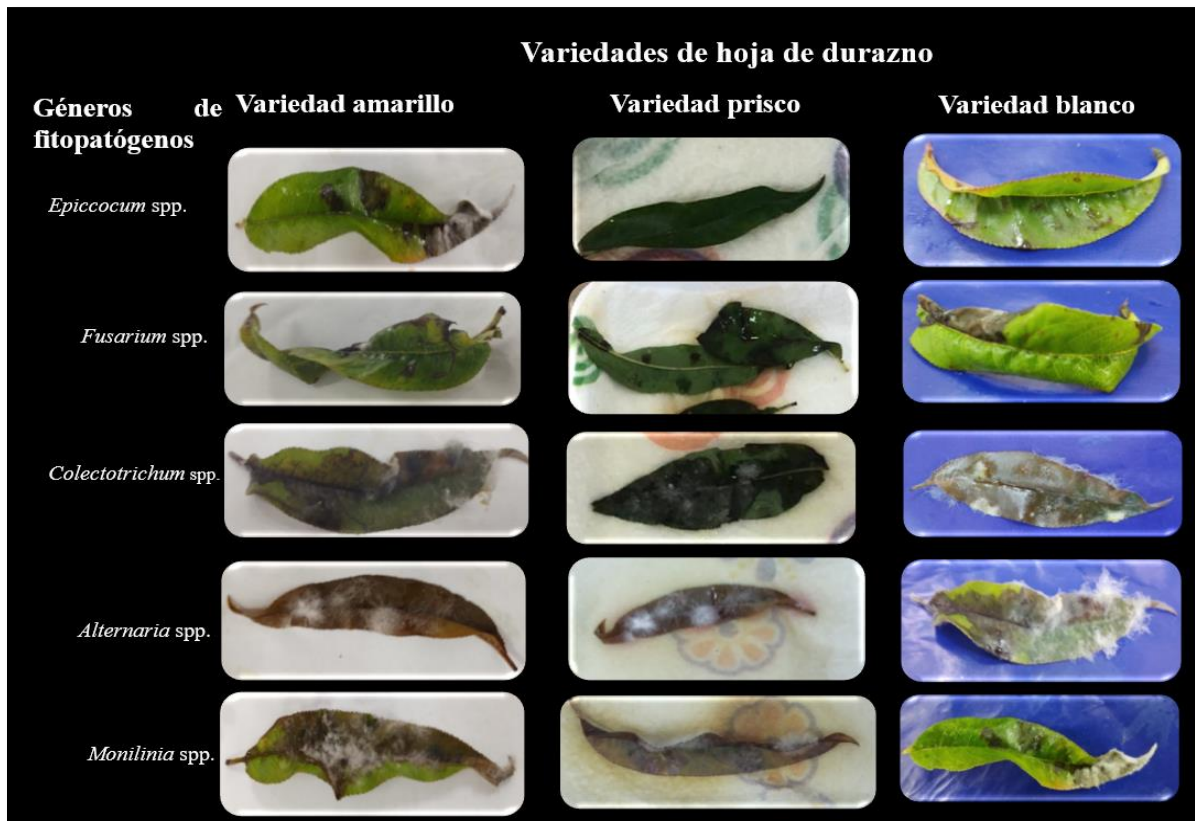 Variedades de hoja de durazno
Géneros de
fitopatógenos
Variedad amarillo
Variedad prisco
Variedad blanco
Epiccocum spp.
Fusarium spp.
Colectotrichum spp.
Alternaria spp.
Monilinia spp.